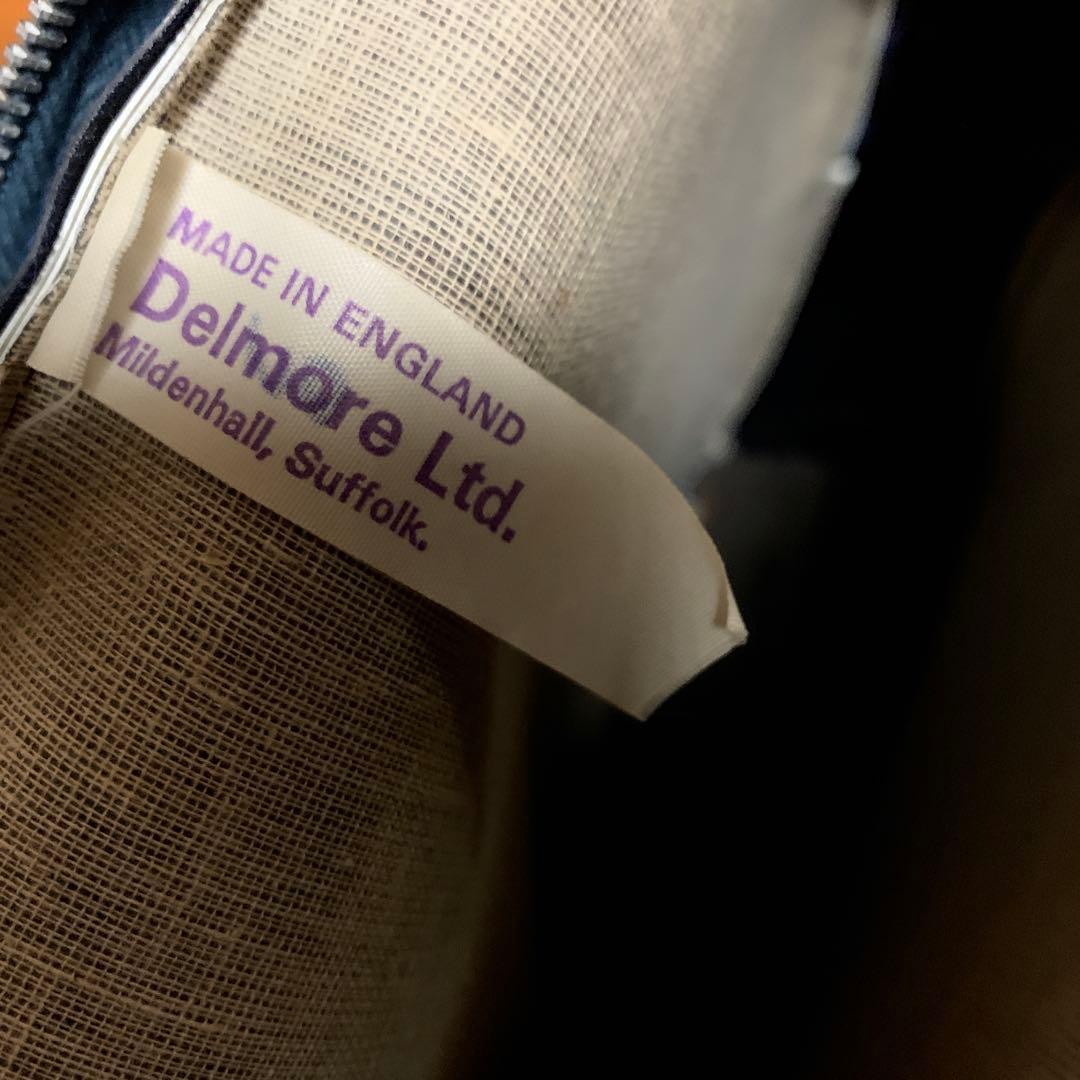 MADE IN ENGLAND
Delmore Ltd.
Mildenhall, Suffolk.